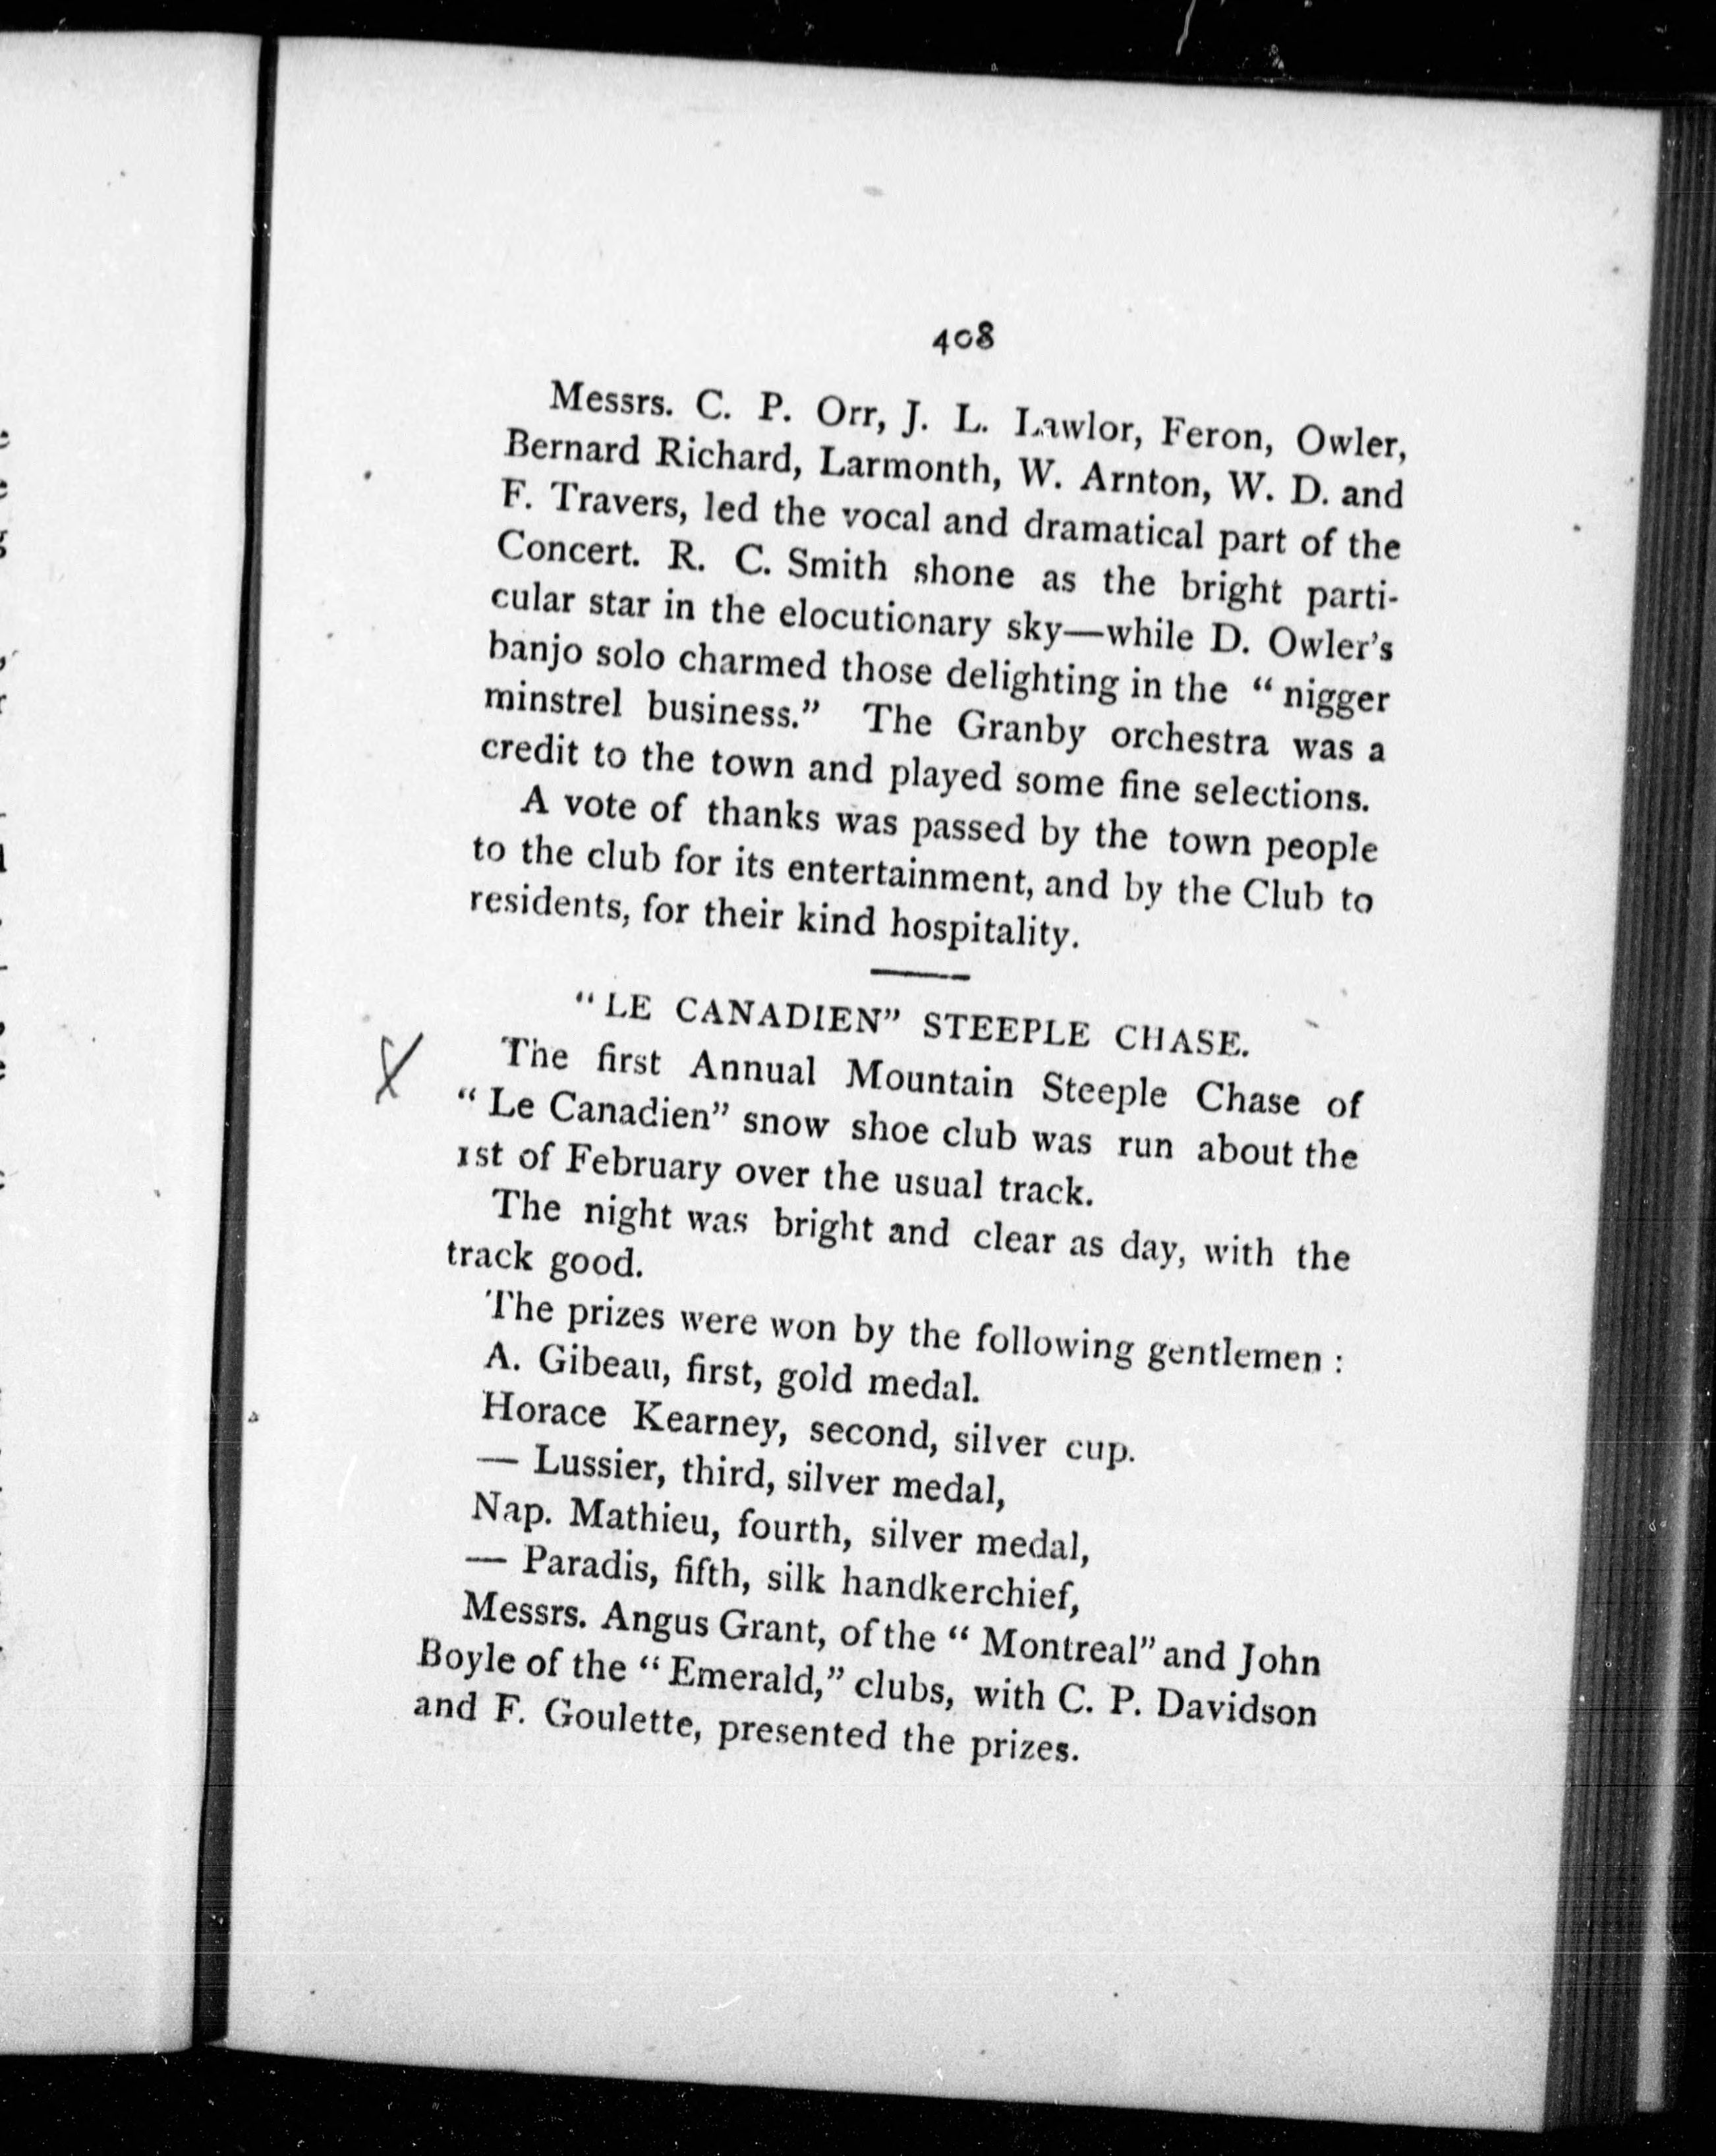 408
Messrs. C. P. Orr, J. L. Lawlor, Feron, Owler,
Bernard Richard, Larmonth, W. Arnton, W. D. and
F. Travers, led the vocal and dramatical part of the
Concert. R. C. Smith shone as the bright parti-
cular star in the elocutionary sky—while D. Owler’s
banjo solo charmed those delighting in the “ nigger
minstrel business.” The Granby orchestra was a
credit to the town and played some fine selections.
A vote of thanks was passed by the town people
to the club for its entertainment, and by the Club to
residents, for their kind hospitality.
“LE CANADIEN” STEEPLE CHASE.
The first Annual Mountain Steeple Chase of
“ Le Canadien” snow shoe club was run about the
1st of February over the usual track.
The night was bright and clear as day, with the
track good.
The prizes were won by the following gentlemen :
A. Gibeau, first, gold medal.
Horace Kearney, second, silver cup.
— Lussier, third, silver medal,
Nap. Mathieu, fourth, silver medal,
— Paradis, fifth, silk handkerchief,
Messrs. Angus Grant, of the “ Montreal” and John
Boyle of the “ Emerald,” clubs, with C. P. Davidson
and F. Goulette, presented the prizes.